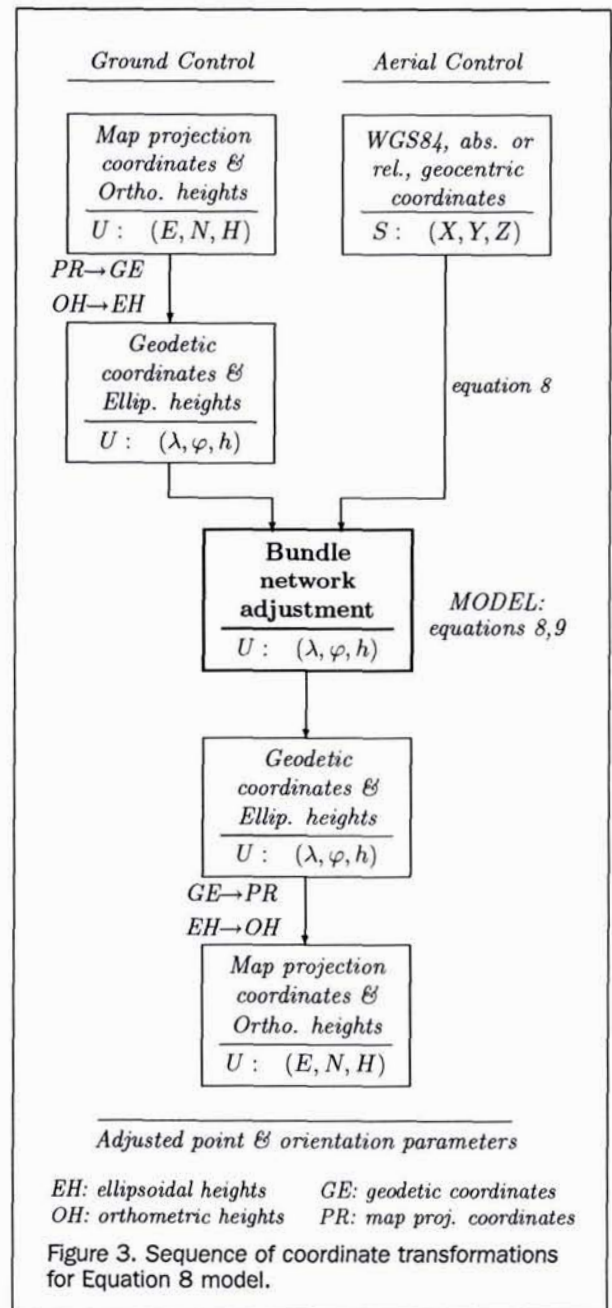 Ground Control
Aerial Control
Map projection
coordinates &
Ortho. heights
U : (E, N, H)
WGS84, abs. or
rel., geocentric
coordinates
S : (X, Y, Z)
PR→GE
OH→EH
Geodetic
coordinates &
Ellip. heights
U : (λ, φ, h)
equation 8
Bundle
network
adjustment
U : (λ, φ, h)
MODEL:
equations 8,9
Geodetic
coordinates &
Ellip. heights
U : (λ, φ, h)
GE→PR
EH→OH
Map projection
coordinates &
Ortho. heights
U : (E, N, H)
Adjusted point & orientation parameters
EH: ellipsoidal heights GE: geodetic coordinates
OH: orthometric heights PR: map proj. coordinates
Figure 3. Sequence of coordinate transformations
for Equation 8 model.